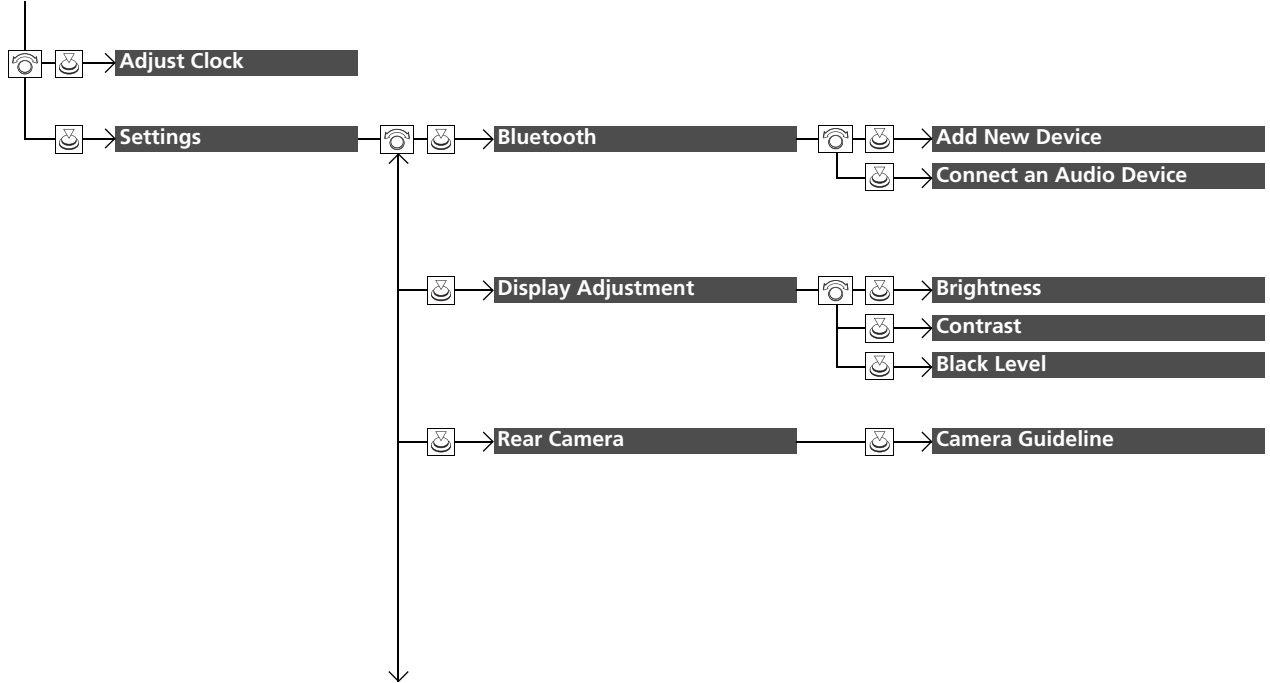 Adjust Clock
Settings
Bluetooth
Add New Device
Connect an Audio Device
Display Adjustment
Brightness
Contrast
Black Level
Rear Camera
Camera Guideline